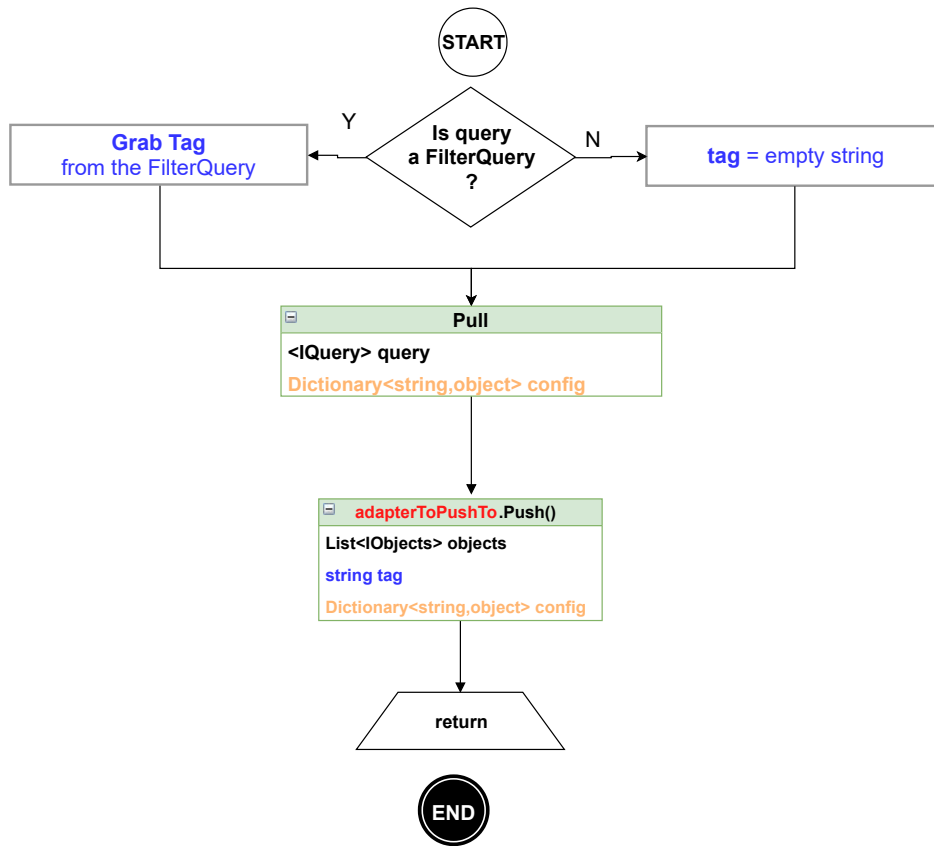 START
Y
Is query
a FilterQuery
?
N
Grab Tag
from the FilterQuery
tag = empty string
Pull
<IQuery> query
Dictionary<string,object> config
adapterToPushTo.Push()
List<IObjects> objects
string tag
Dictionary<string,object> config
return
END